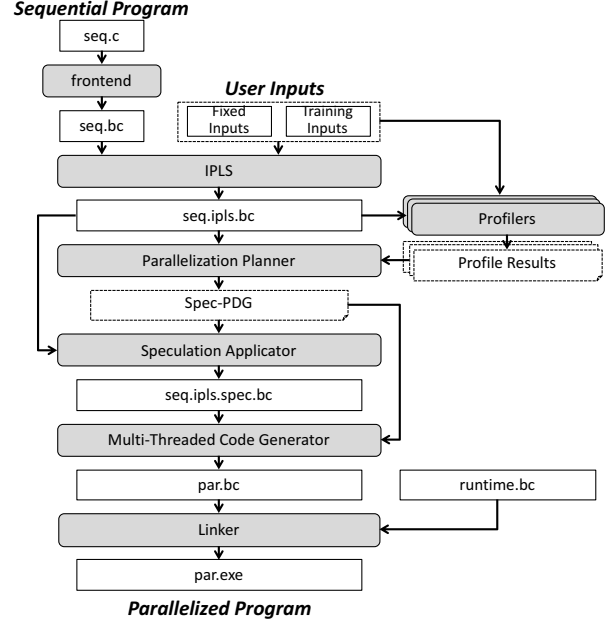 Sequential Program
seq.c
frontend
User Inputs
seq.bc
Fixed
Inputs
Training
Inputs
IPLS
seq.ipls.bc
Profilers
Parallelization Planner
Profile Results
Spec-PDG
Speculation Applicator
seq.ipls.spec.bc
Multi-Threaded Code Generator
par.bc
runtime.bc
Linker
par.exe
Parallelized Program